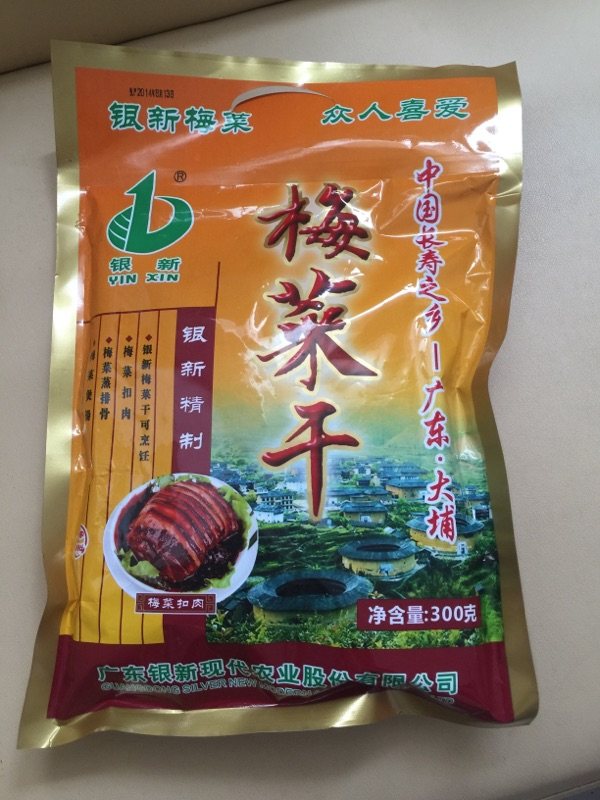 银新梅菜 众人喜爱
®
银新
YIN XIN
梅菜干
中国长寿之乡—广东·大埔
银新精制
◆银新梅菜干可烹饪
◆梅菜扣肉
◆梅菜蒸排骨
梅菜扣肉
净含量:300克
广东银新现代农业股份有限公司